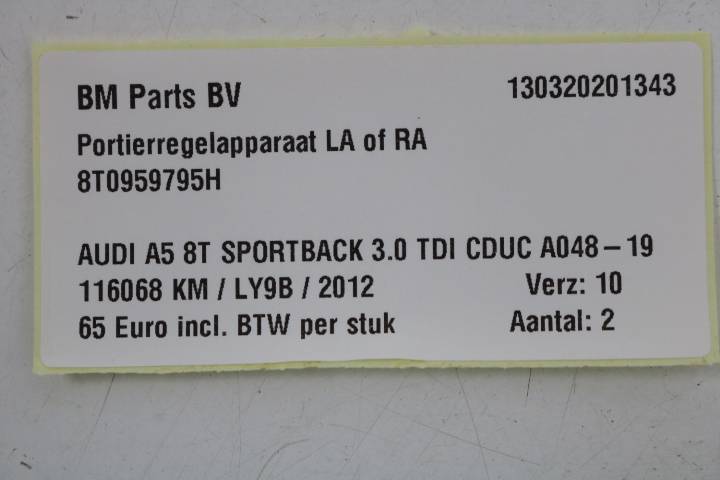 BM Parts BV 130320201343
Portierregelapparaat LA of RA
8T0959795H
AUDI A5 8T SPORTBACK 3.0 TDI CDUC A048-19
116068 KM / LY9B / 2012 Verz: 10
65 Euro incl. BTW per stuk Aantal: 2